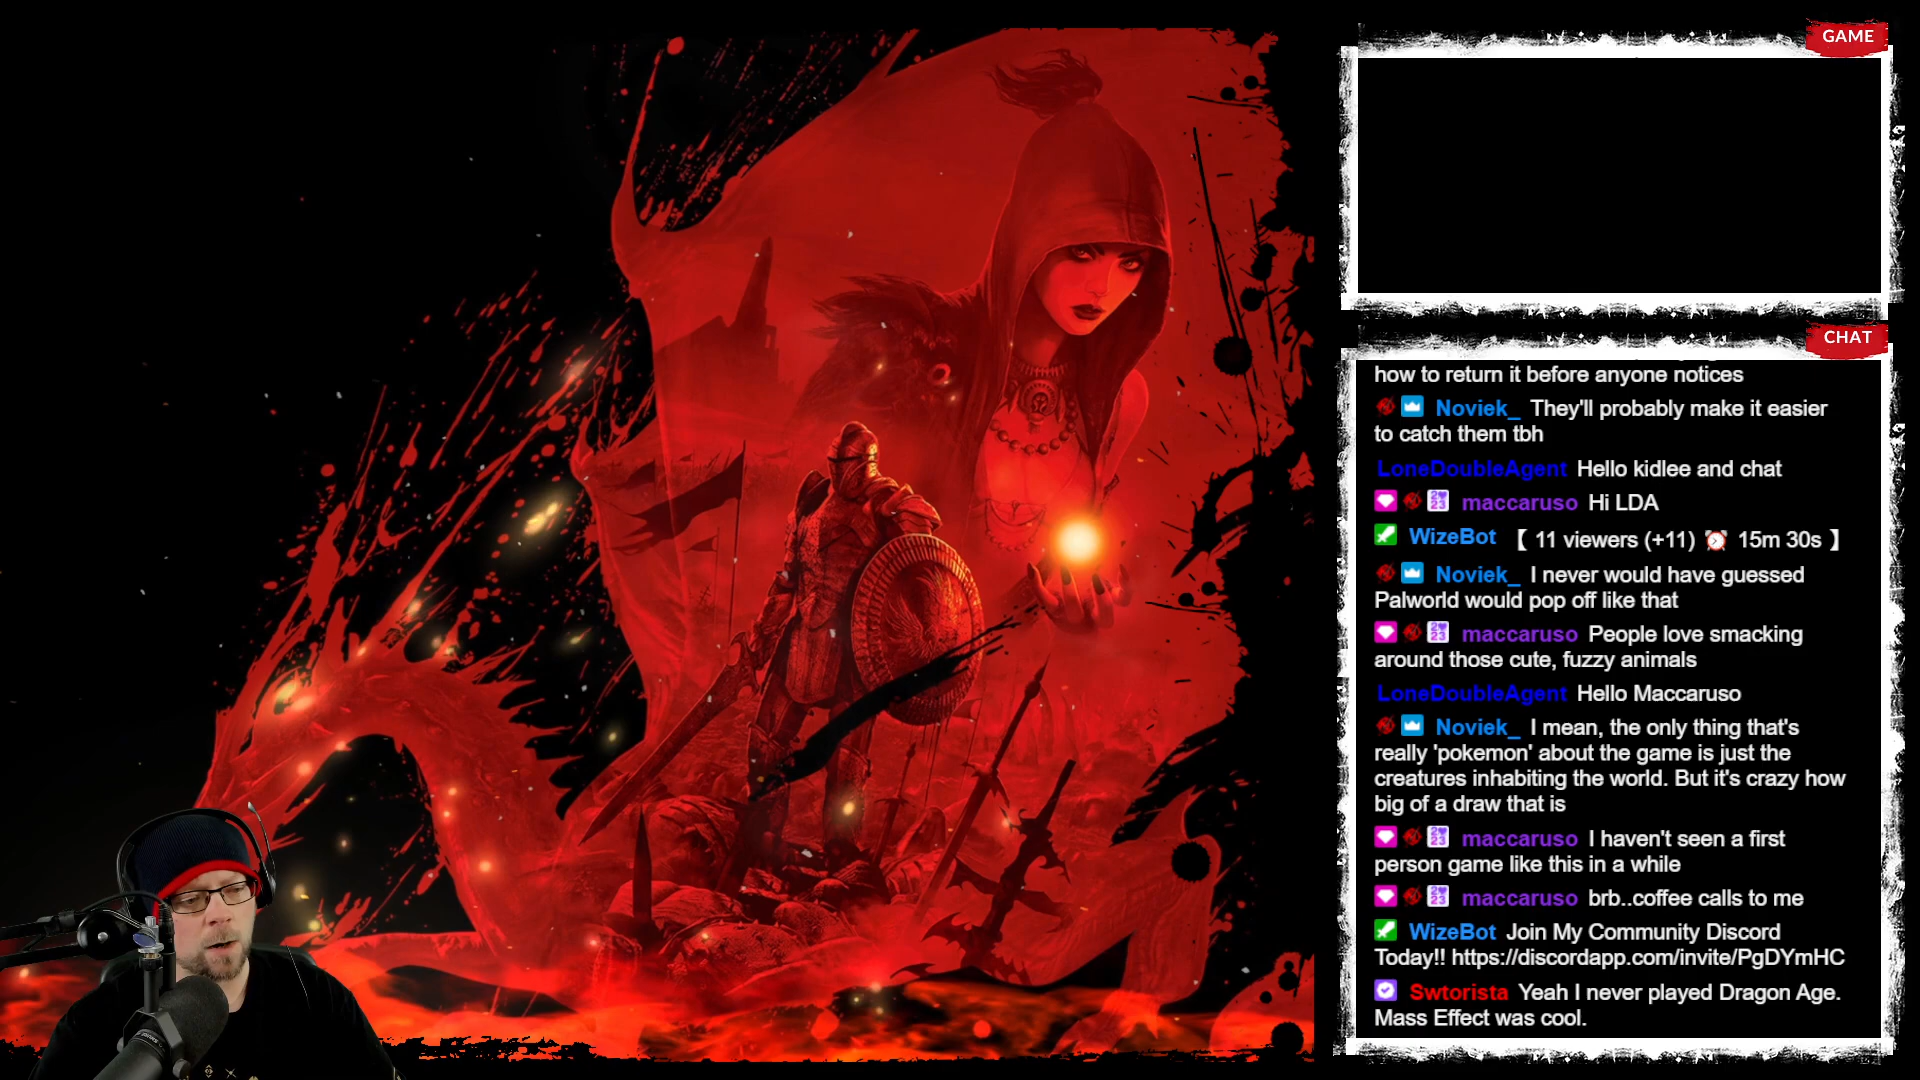 GAME
CHAT
how to return it before anyone notices
Noviek_ They'll probably make it easier
to catch them tbh
LoneDoubleAgent Hello kidlee and chat
maccaruso Hi LDA
WizeBot 【 11 viewers (+11) ⏰ 15m 30s 】
Noviek_ I never would have guessed
Palworld would pop off like that
maccaruso People love smacking
around those cute, fuzzy animals
LoneDoubleAgent Hello Maccaruso
Noviek_ I mean, the only thing that's
really 'pokemon' about the game is just the
creatures inhabiting the world. But it's crazy how
big of a draw that is
maccaruso I haven't seen a first
person game like this in a while
maccaruso brb..coffee calls to me
WizeBot Join My Community Discord
Today!! https://discordapp.com/invite/PgDYmHC
Swtorista Yeah I never played Dragon Age.
Mass Effect was cool.